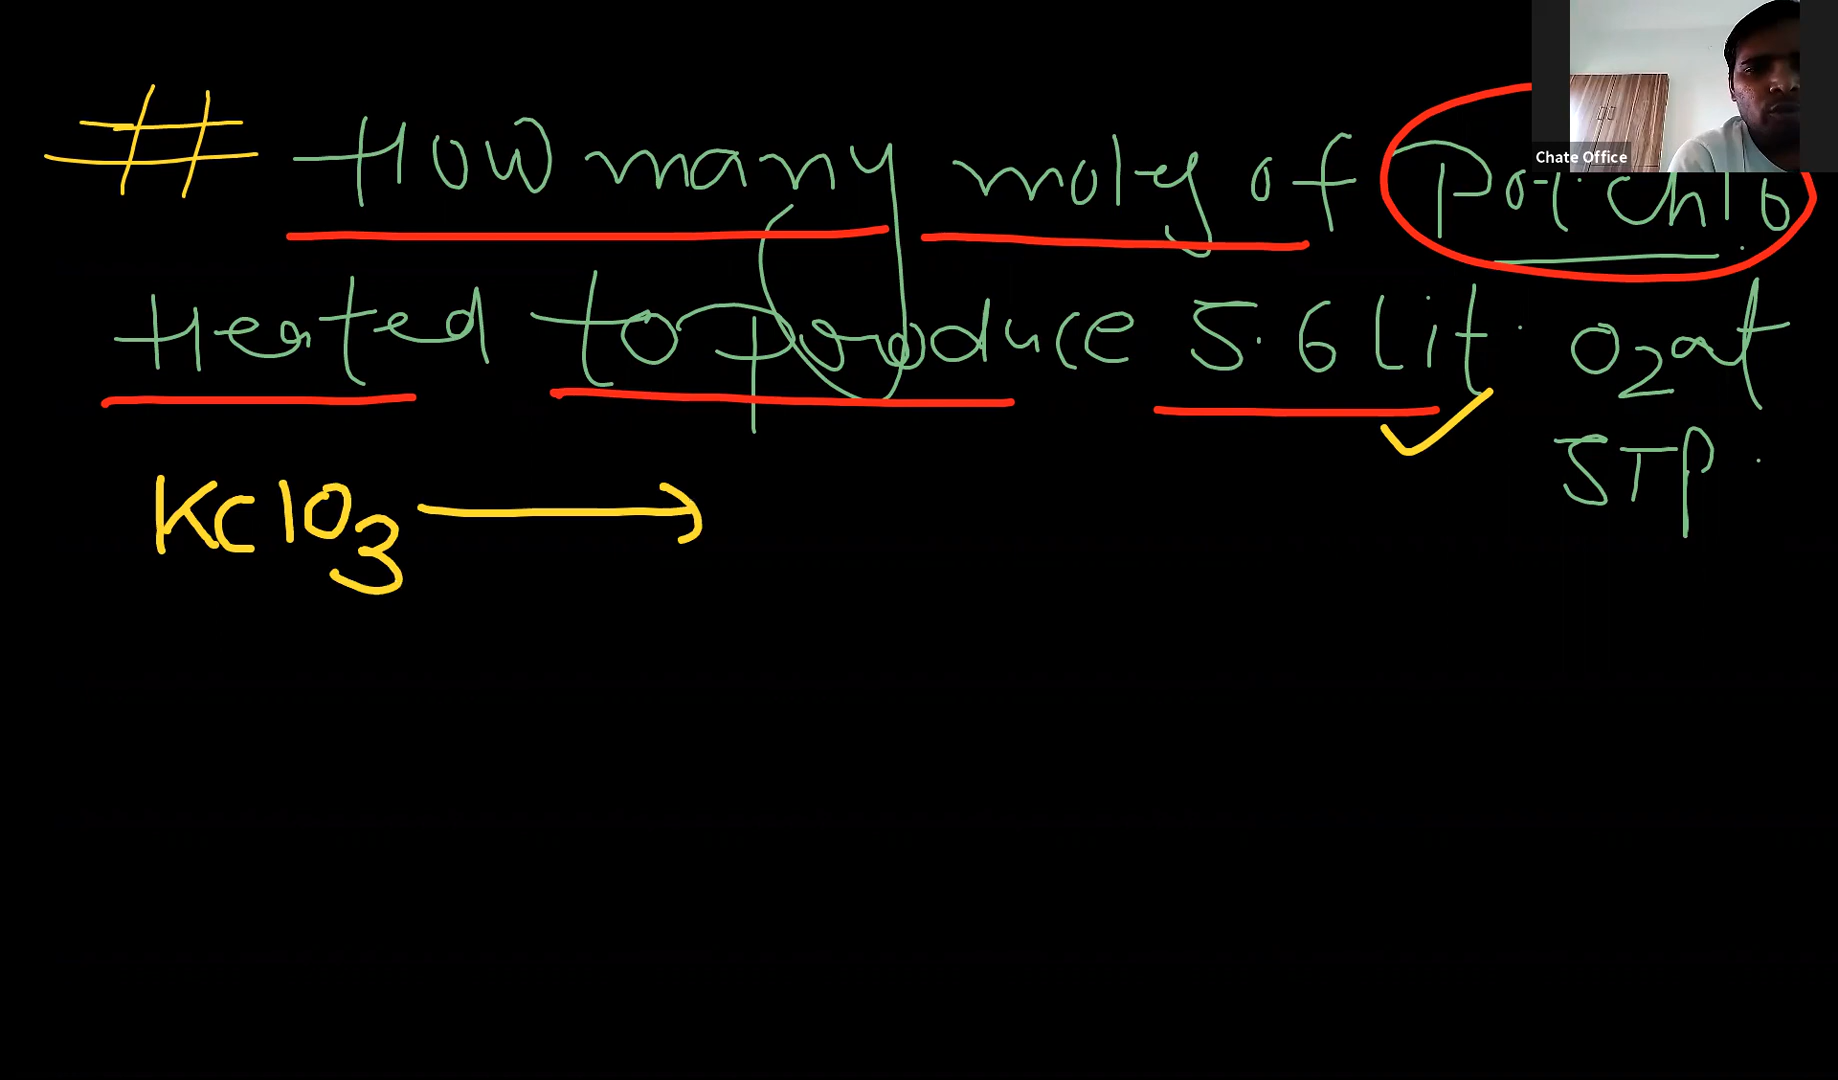 Chate Office
# How many moles of Pot. Chlo
Heated to produce 5.6 lit. O2 at
STP.
KClO3 →